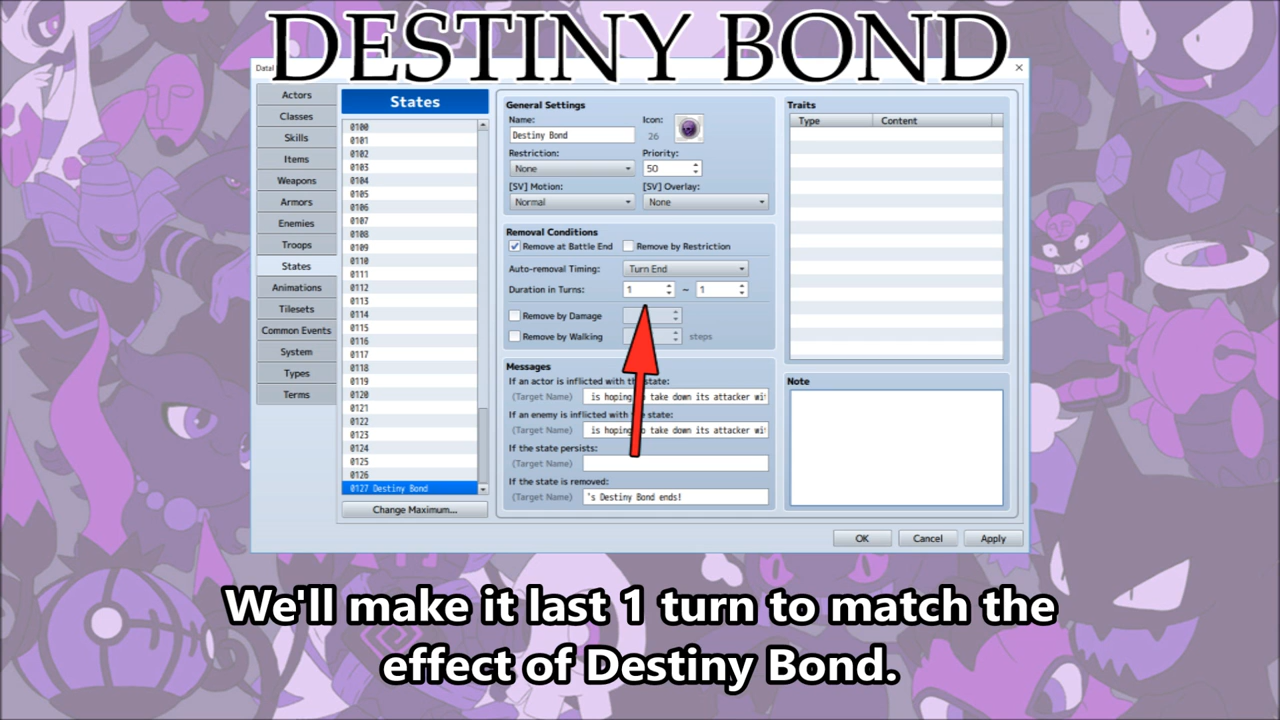 DESTINY BOND
Actors
Classes
Skills
Items
Weapons
Armors
Enemies
Troops
States
Animations
Tilesets
Common Events
System
Types
Terms
States
0100
0101
0102
0103
0104
0105
0106
0107
0108
0109
0110
0111
0112
0113
0114
0115
0116
0117
0118
0119
0120
0121
0122
0123
0124
0125
0126
0127 Destiny Bond
Change Maximum...
General Settings
Name: Icon:
Destiny Bond 26
Restriction: Priority:
None 50
[SV] Motion: [SV] Overlay:
Normal None
Removal Conditions
Remove at Battle End Remove by Restriction
Auto-removal Timing: Turn End
Duration in Turns: 1 ~ 1
Remove by Damage
Remove by Walking steps
Messages
If an actor is inflicted with the state:
(Target Name) is hoping to take down its attacker wit
If an enemy is inflicted with the state:
(Target Name) is hoping to take down its attacker wit
If the state persists:
(Target Name)
If the state is removed:
(Target Name) 's Destiny Bond ends!
Traits
Type Content
Note
OK Cancel Apply
We'll make it last 1 turn to match the
effect of Destiny Bond.